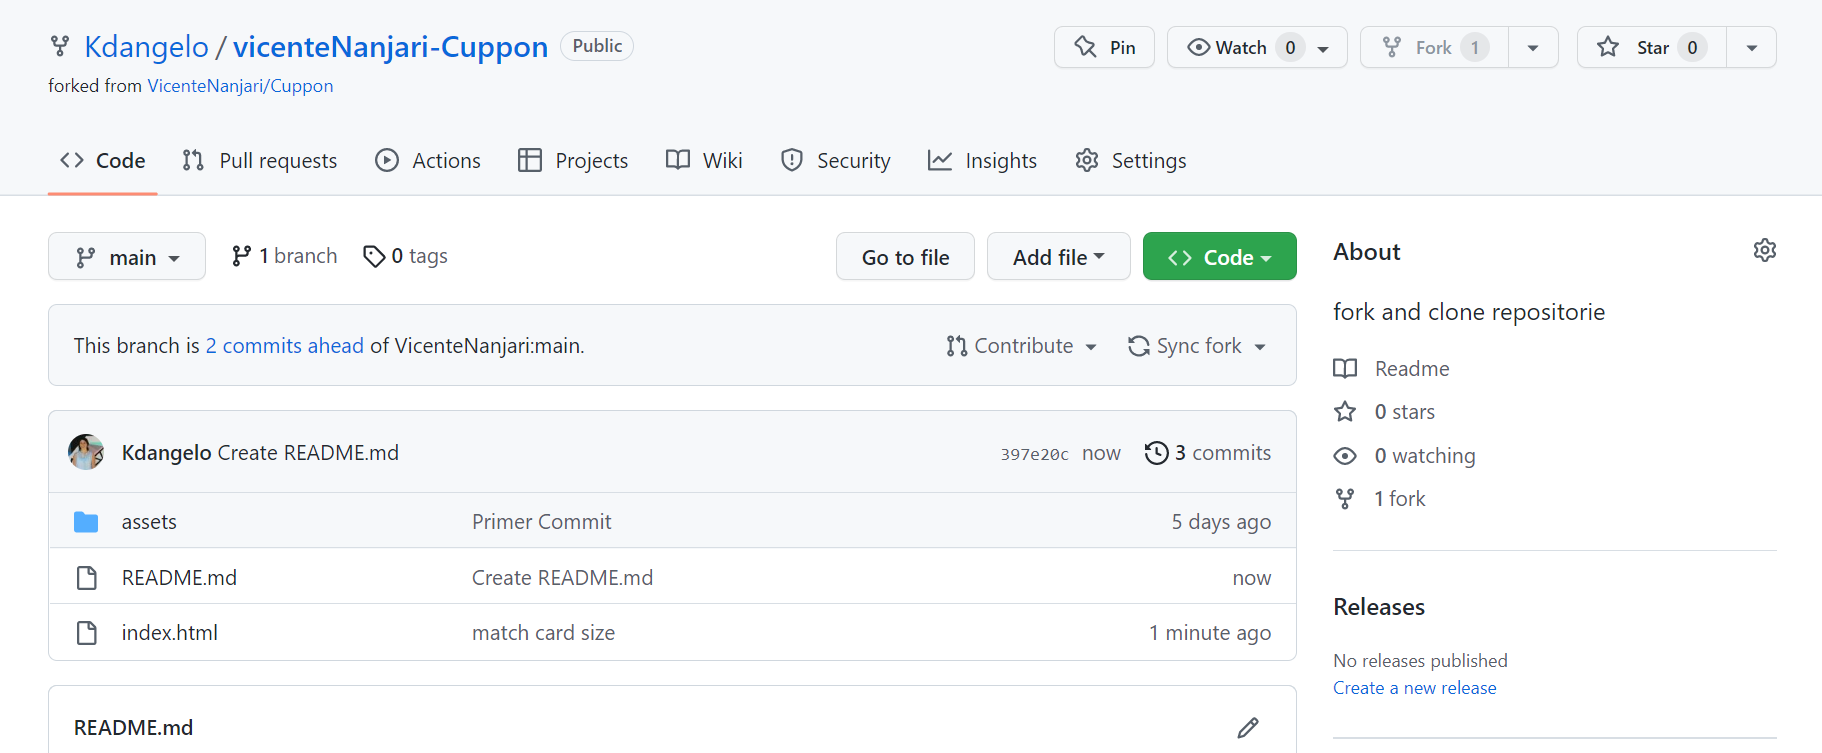 Kdangelo / vicenteNanjari-Cuppon Public
Pin Watch 0 Fork 1 Star 0
forked from VicenteNanjari/Cuppon
Code Pull requests Actions Projects Wiki Security Insights Settings
main 1 branch 0 tags Go to file Add file Code
This branch is 2 commits ahead of VicenteNanjari:main. Contribute Sync fork
Kdangelo Create README.md 397e20c now 3 commits
assets Primer Commit 5 days ago
README.md Create README.md now
index.html match card size 1 minute ago
README.md
About
fork and clone repositorie
Readme
0 stars
0 watching
1 fork
Releases
No releases published
Create a new release